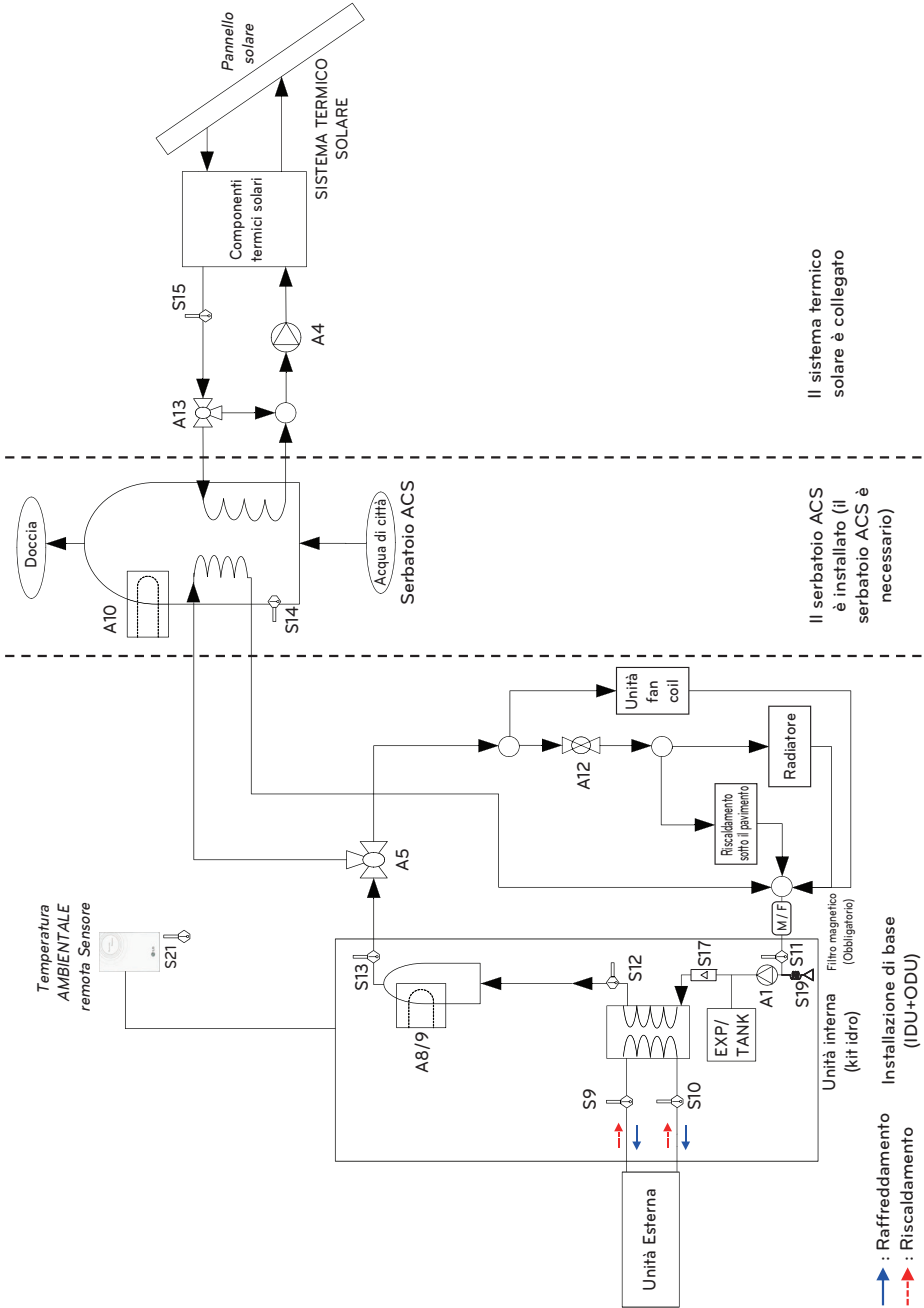 Pannello
solare
SISTEMA TERMICO
SOLARE
Componenti
termici solari
S15
A4
A13
Il sistema termico
solare è collegato
Doccia
A10
Acqua di città
Serbatoio ACS
S14
Il serbatoio ACS
è installato (il
serbatoio ACS è
necessario)
Unità
fan
coil
A12
Radiatore
Riscaldamento
sotto il pavimento
A5
M / F
Filtro magnetico
(Obbligatorio)
Temperatura
AMBIENTALE
remota Sensore
S21
S13
A8/9
S12
S17
S11
A1
S19
EXP/
TANK
S9
S10
Unità interna
(kit idro)
Unità Esterna
Installazione di base
(IDU+ODU)
: Raffreddamento
: Riscaldamento